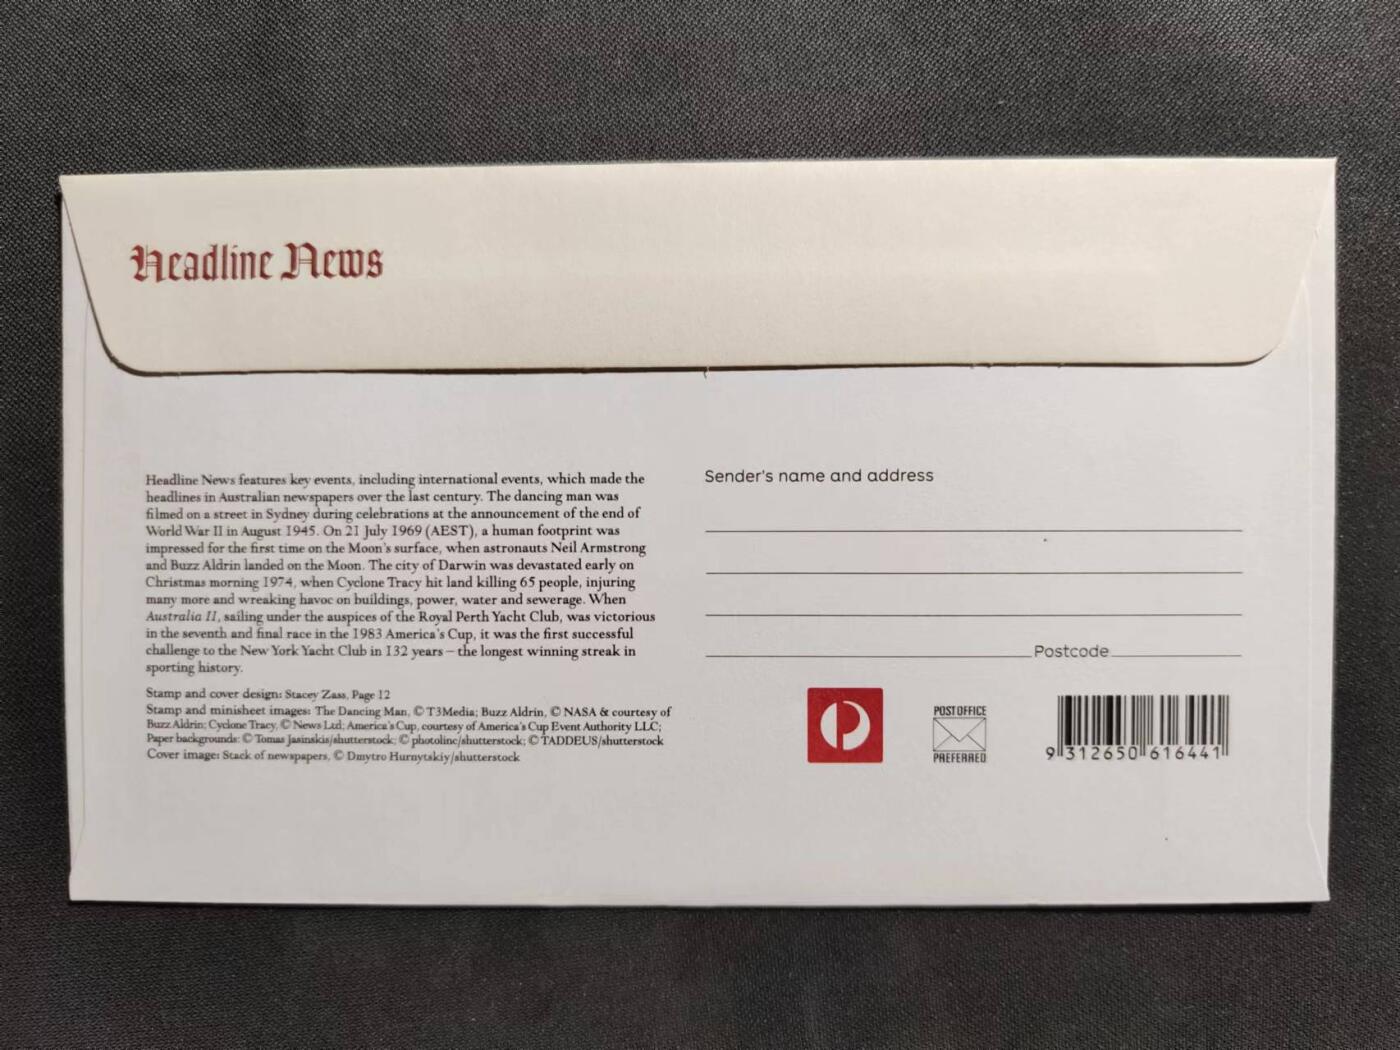 Headline News
Headline News features key events, including international events, which made the
headlines in Australian newspapers over the last century. The dancing man was
filmed on a street in Sydney during celebrations at the announcement of the end of
World War II in August 1945. On 21 July 1969 (AEST), a human footprint was
impressed for the first time on the Moon's surface, when astronauts Neil Armstrong
and Buzz Aldrin landed on the Moon. The city of Darwin was devastated early on
Christmas morning 1974, when Cyclone Tracy hit land killing 65 people, injuring
many more and wreaking havoc on buildings, power, water and sewerage. When
Australia II, sailing under the auspices of the Royal Perth Yacht Club, was victorious
in the seventh and final race in the 1983 America's Cup, it was the first successful
challenge to the New York Yacht Club in 132 years – the longest winning streak in
sporting history.
Stamp and cover design: Stacey Zass, Page 12
Stamp and minisheet images: The Dancing Man, © T3Media; Buzz Aldrin, © NASA & courtesy of
Buzz Aldrin; Cyclone Tracy, © News Ltd; America's Cup, courtesy of America's Cup Event Authority LLC;
Paper backgrounds: © Tomas Jasinskis/shutterstock; © photolinc/shutterstock; © TADDEUS/shutterstock
Cover image: Stack of newspapers, © Dmytro Hurnytskiy/shutterstock
Sender's name and address
Postcode
POST OFFICE
PREFERRED
9 312650 616441